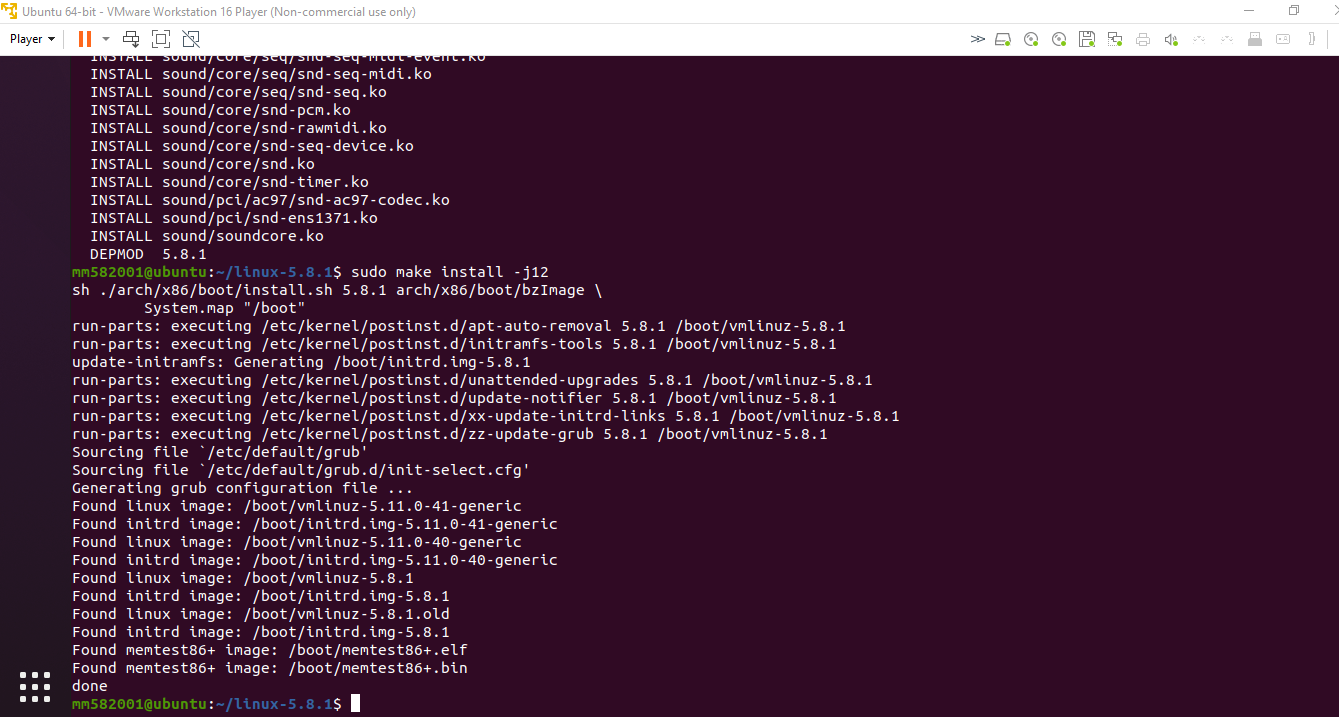 Ubuntu 64-bit - VMware Workstation 16 Player (Non-commercial use only)
Player
INSTALL sound/core/seq/snd-seq-midi-event.ko
INSTALL sound/core/seq/snd-seq-midi.ko
INSTALL sound/core/seq/snd-seq.ko
INSTALL sound/core/snd-pcm.ko
INSTALL sound/core/snd-rawmidi.ko
INSTALL sound/core/snd-seq-device.ko
INSTALL sound/core/snd.ko
INSTALL sound/core/snd-timer.ko
INSTALL sound/pci/ac97/snd-ac97-codec.ko
INSTALL sound/pci/snd-ens1371.ko
INSTALL sound/soundcore.ko
DEPMOD  5.8.1
mm582001@ubuntu:~/linux-5.8.1$ sudo make install -j12
sh ./arch/x86/boot/install.sh 5.8.1 arch/x86/boot/bzImage \
System.map "/boot"
run-parts: executing /etc/kernel/postinst.d/apt-auto-removal 5.8.1 /boot/vmlinuz-5.8.1
run-parts: executing /etc/kernel/postinst.d/initramfs-tools 5.8.1 /boot/vmlinuz-5.8.1
update-initramfs: Generating /boot/initrd.img-5.8.1
run-parts: executing /etc/kernel/postinst.d/unattended-upgrades 5.8.1 /boot/vmlinuz-5.8.1
run-parts: executing /etc/kernel/postinst.d/update-notifier 5.8.1 /boot/vmlinuz-5.8.1
run-parts: executing /etc/kernel/postinst.d/xx-update-initrd-links 5.8.1 /boot/vmlinuz-5.8.1
run-parts: executing /etc/kernel/postinst.d/zz-update-grub 5.8.1 /boot/vmlinuz-5.8.1
Sourcing file `/etc/default/grub'
Sourcing file `/etc/default/grub.d/init-select.cfg'
Generating grub configuration file ...
Found linux image: /boot/vmlinuz-5.11.0-41-generic
Found initrd image: /boot/initrd.img-5.11.0-41-generic
Found linux image: /boot/vmlinuz-5.11.0-40-generic
Found initrd image: /boot/initrd.img-5.11.0-40-generic
Found linux image: /boot/vmlinuz-5.8.1
Found initrd image: /boot/initrd.img-5.8.1
Found linux image: /boot/vmlinuz-5.8.1.old
Found initrd image: /boot/initrd.img-5.8.1
Found memtest86+ image: /boot/memtest86+.elf
Found memtest86+ image: /boot/memtest86+.bin
done
mm582001@ubuntu:~/linux-5.8.1$